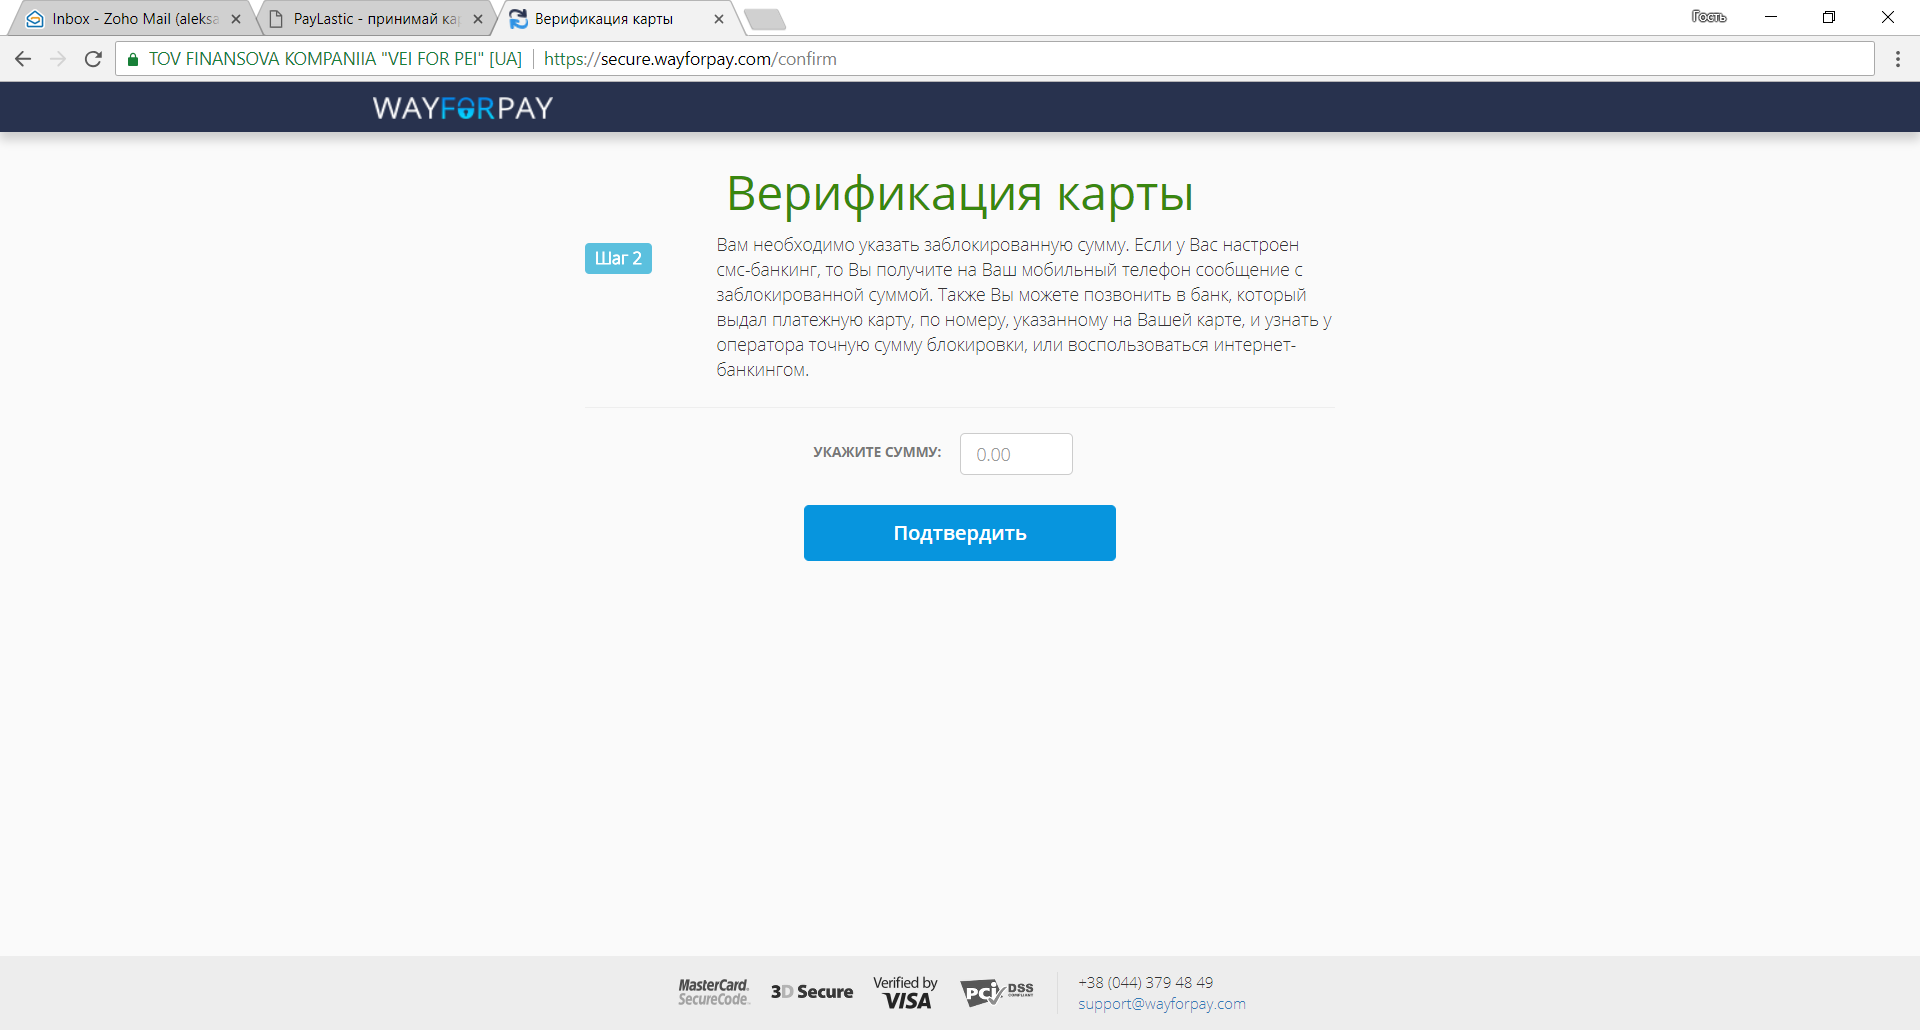 Inbox - Zoho Mail (aleksa
PayLastic - принимай ка
Верификация карты
Гость
TOV FINANSOVA KOMPANIIA "VEI FOR PEI" [UA]
https://secure.wayforpay.com/confirm
WAYFORPAY
Верификация карты
Шаг 2
Вам необходимо указать заблокированную сумму. Если у Вас настроен
смс-банкинг, то Вы получите на Ваш мобильный телефон сообщение с
заблокированной суммой. Также Вы можете позвонить в банк, который
выдал платежную карту, по номеру, указанному на Вашей карте, и узнать у
оператора точную сумму блокировки, или воспользоваться интернет-
банкингом.
УКАЖИТЕ СУММУ:
0.00
Подтвердить
MasterCard.
SecureCode.
3D Secure
Verified by
VISA
PCI DSS
COMPLIANT
+38 (044) 379 48 49
support@wayforpay.com